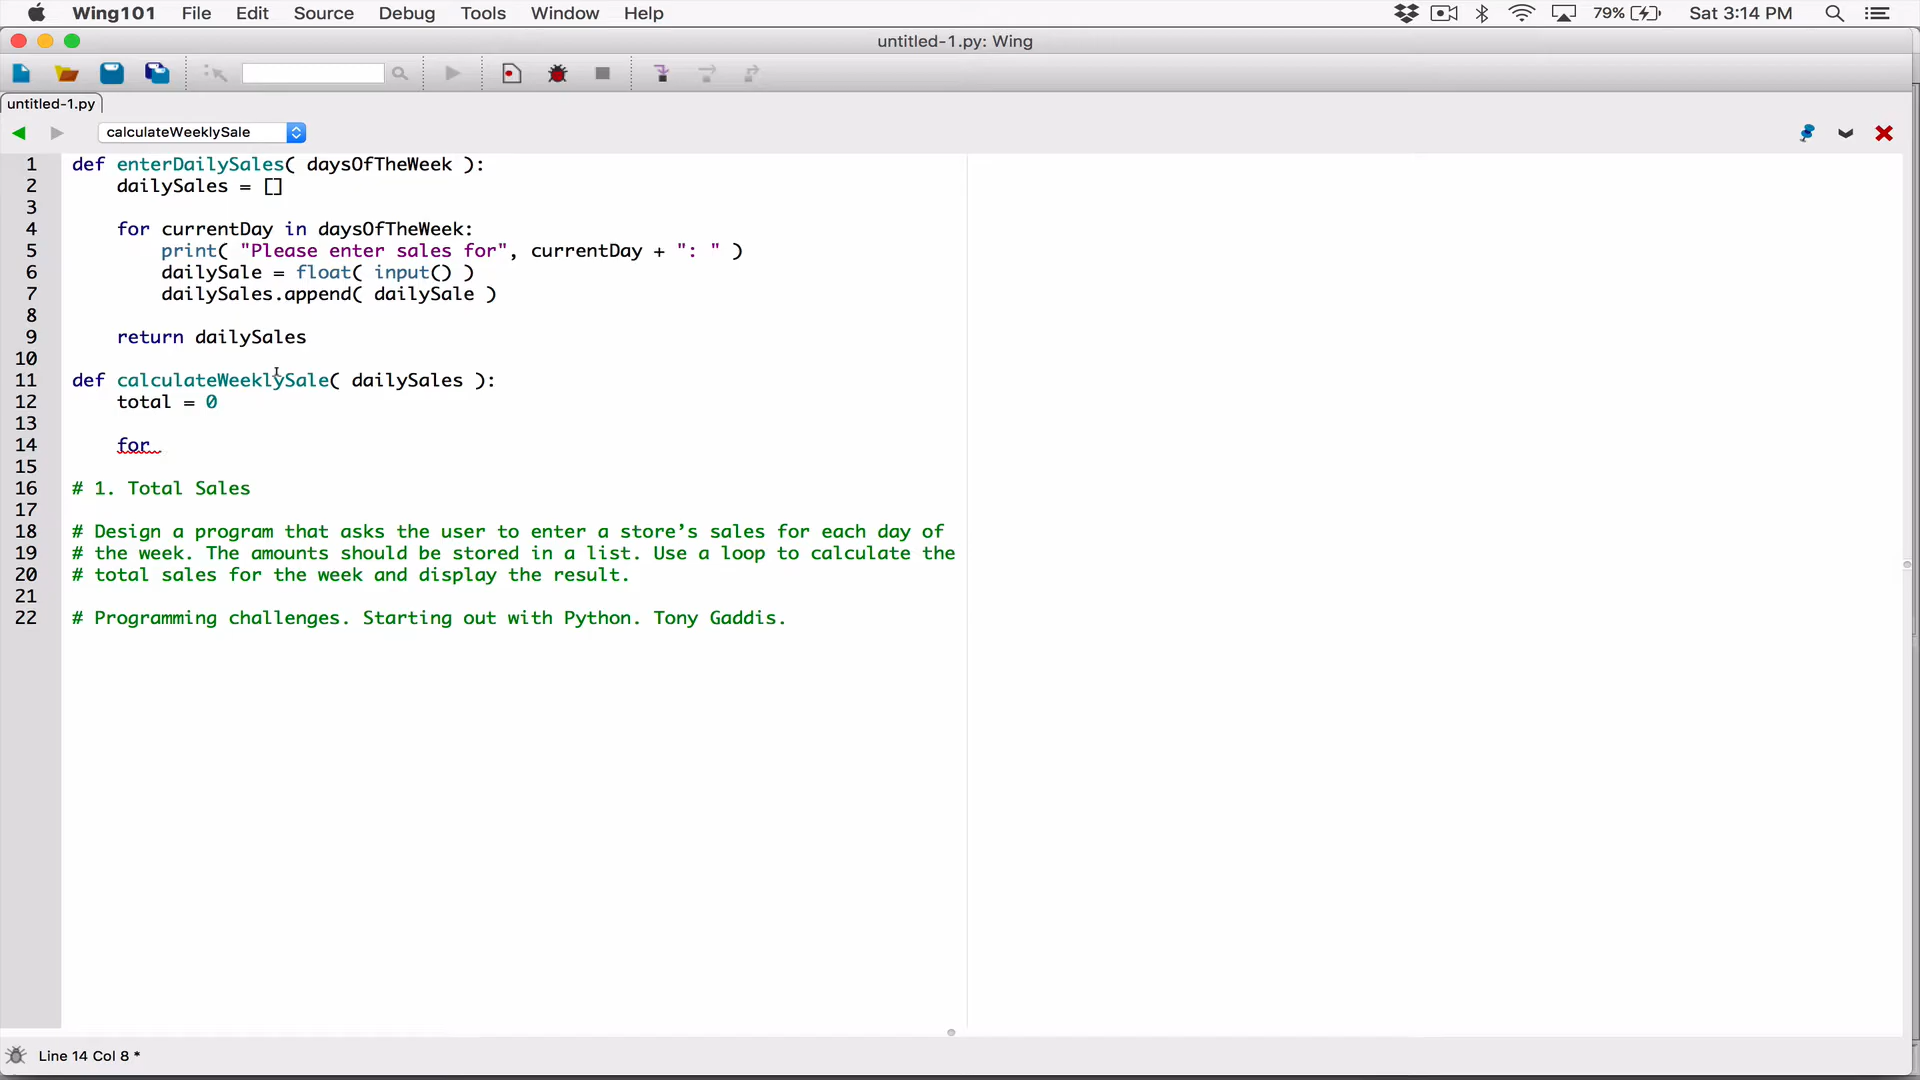 Wing101 File Edit Source Debug Tools Window Help 79% Sat 3:14 PM
untitled-1.py: Wing
untitled-1.py
calculateWeeklySale
1 def enterDailySales( daysOfTheWeek ):
2 dailySales = []
3
4 for currentDay in daysOfTheWeek:
5 print( "Please enter sales for", currentDay + ": " )
6 dailySale = float( input() )
7 dailySales.append( dailySale )
8
9 return dailySales
10
11 def calculateWeeklySale( dailySales ):
12 total = 0
13
14 for
15
16 # 1. Total Sales
17
18 # Design a program that asks the user to enter a store’s sales for each day of
19 # the week. The amounts should be stored in a list. Use a loop to calculate the
20 # total sales for the week and display the result.
21
22 # Programming challenges. Starting out with Python. Tony Gaddis.
Line 14 Col 8 *